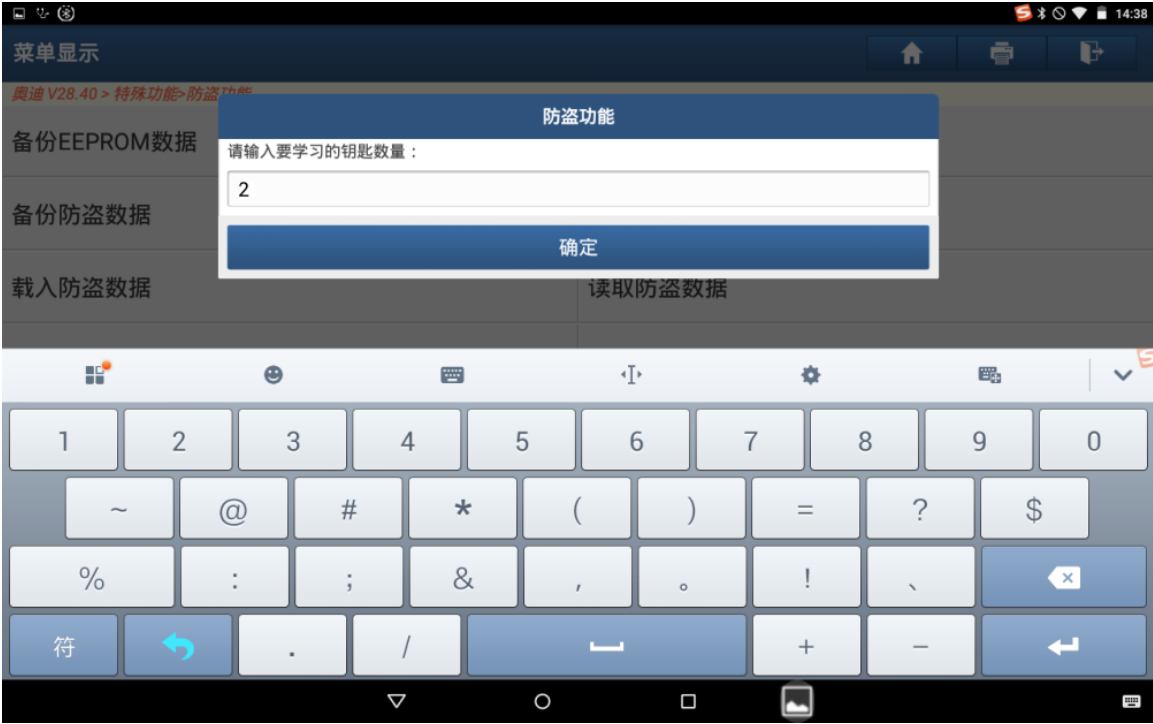 14:38
菜单显示
奥迪 V28.40 > 特殊功能>防盗功能
防盗功能
备份EEPROM数据
请输入要学习的钥匙数量：
2
备份防盗数据
确定
载入防盗数据
读取防盗数据
1 2 3 4 5 6 7 8 9 0
~ @ # * ( ) = ? $
% : ; & , 。 ! 、
符 . / + −